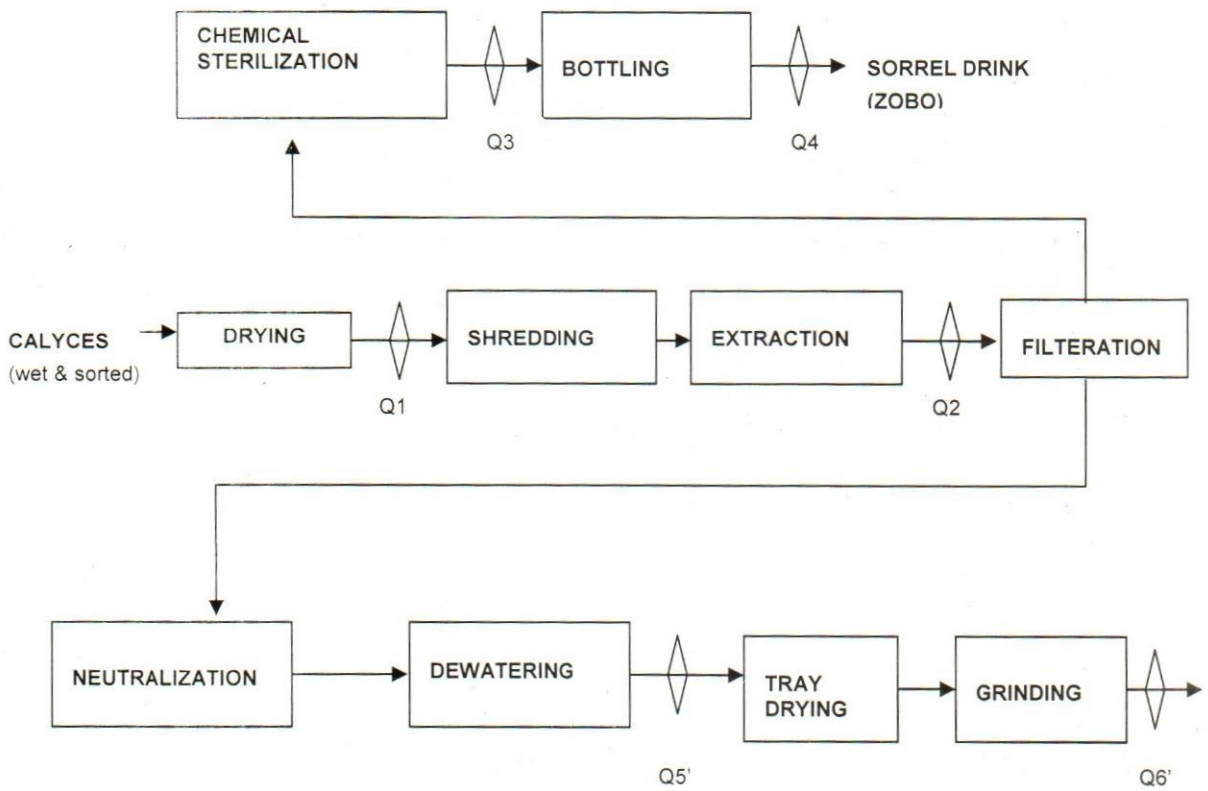 CHEMICAL
STERILIZATION
BOTTLING
SORREL DRINK
(ZOBO)
Q3
Q4
CALYCES
(wet & sorted)
DRYING
SHREDDING
EXTRACTION
FILTERATION
Q1
Q2
NEUTRALIZATION
DEWATERING
TRAY
DRYING
GRINDING
Q5'
Q6'